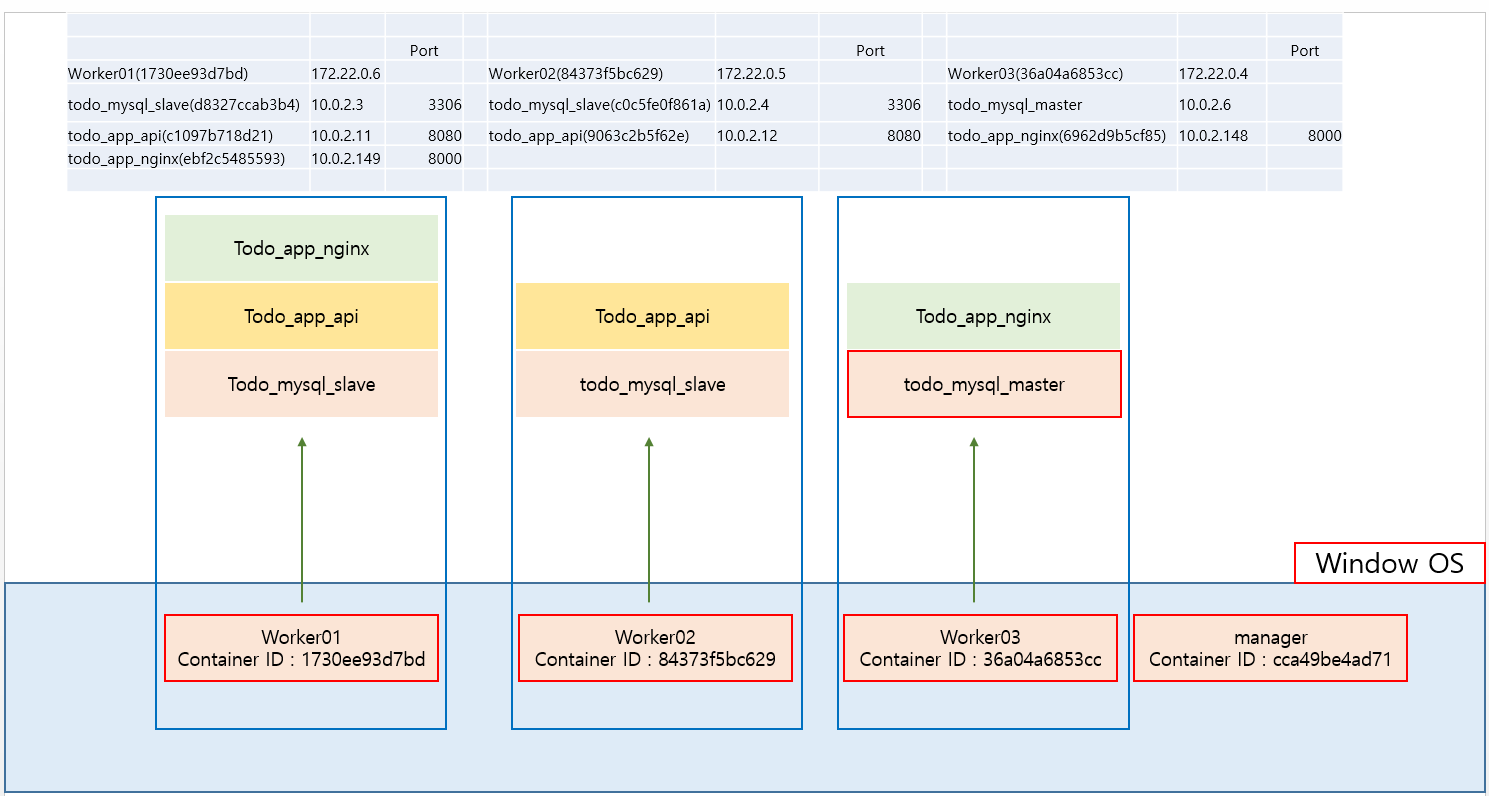 Port Port Port
Worker01(1730ee93d7bd) 172.22.0.6 Worker02(84373f5bc629) 172.22.0.5 Worker03(36a04a6853cc) 172.22.0.4
todo_mysql_slave(d8327ccab3b4) 10.0.2.3 3306 todo_mysql_slave(c0c5fe0f861a) 10.0.2.4 3306 todo_mysql_master 10.0.2.6
todo_app_api(c1097b718d21) 10.0.2.11 8080 todo_app_api(9063c2b5f62e) 10.0.2.12 8080 todo_app_nginx(6962d9b5cf85) 10.0.2.148 8000
todo_app_nginx(ebf2c5485593) 10.0.2.149 8000
Todo_app_nginx
Todo_app_api Todo_app_api Todo_app_nginx
Todo_mysql_slave todo_mysql_slave todo_mysql_master
Window OS
Worker01 Worker02 Worker03 manager
Container ID : 1730ee93d7bd Container ID : 84373f5bc629 Container ID : 36a04a6853cc Container ID : cca49be4ad71